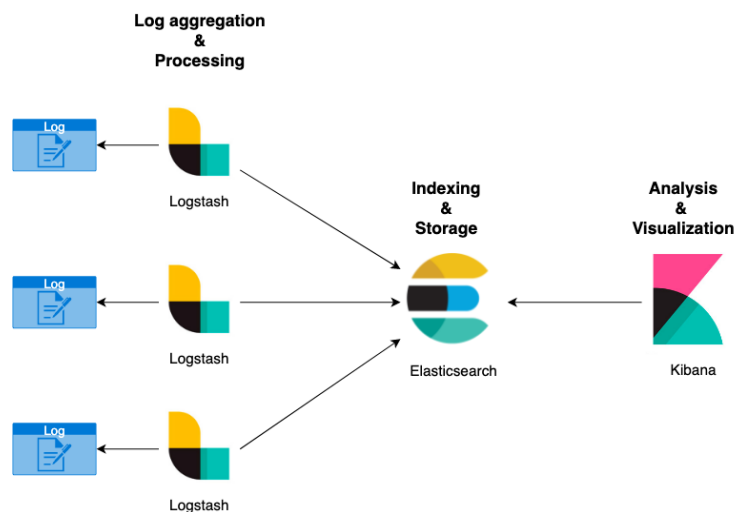 Log aggregation
&
Processing
Log
Logstash
Indexing
&
Storage
Analysis
&
Visualization
Log
Logstash
Elasticsearch
Kibana
Log
Logstash